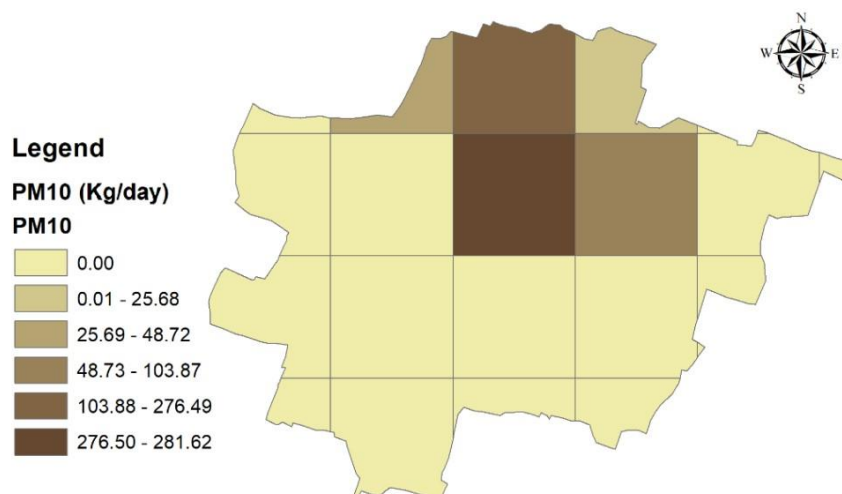 N
W E
S
Legend
PM10 (Kg/day)
PM10
0.00
0.01 - 25.68
25.69 - 48.72
48.73 - 103.87
103.88 - 276.49
276.50 - 281.62